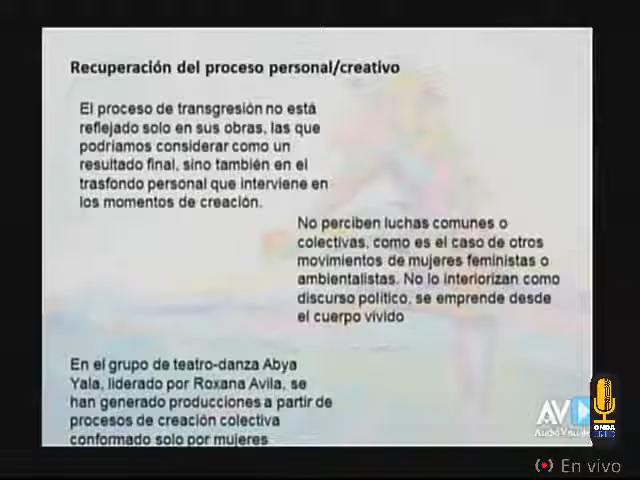 Recuperación del proceso personal/creativo
El proceso de transgresión no está
reflejado solo en sus obras, las que
podríamos considerar como un
resultado final, sino también en el
trasfondo personal que interviene en
los momentos de creación.
No perciben luchas comunes o
colectivas, como es el caso de otros
movimientos de mujeres feministas o
ambientalistas. No lo interiorizan como
discurso político, se emprende desde
el cuerpo vivido
En el grupo de teatro-danza Abya
Yala, liderado por Roxana Avila, se
han generado producciones a partir de
procesos de creación colectiva
conformado solo por mujeres
AV
ONDA
En vivo